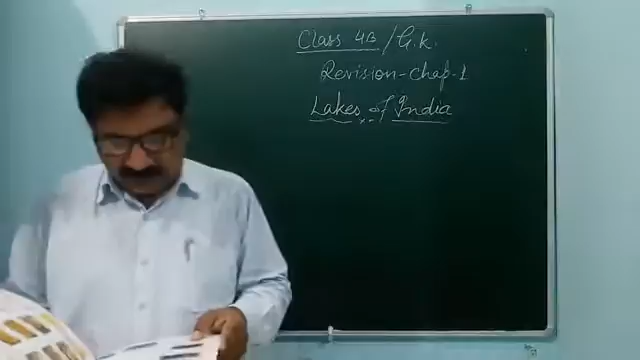 Class 4B / G.K.
Revision - Chap - 1
Lakes of India